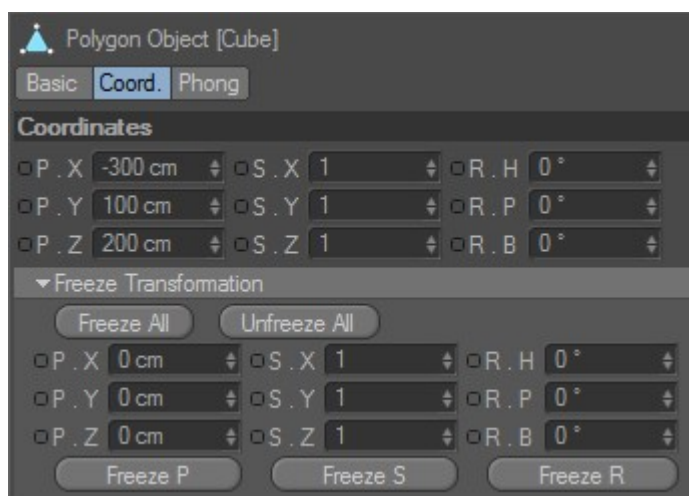 Polygon Object [Cube]
Basic Coord. Phong
Coordinates
P . X -300 cm S . X 1 R . H 0 °
P . Y 100 cm S . Y 1 R . P 0 °
P . Z 200 cm S . Z 1 R . B 0 °
Freeze Transformation
Freeze All Unfreeze All
P . X 0 cm S . X 1 R . H 0 °
P . Y 0 cm S . Y 1 R . P 0 °
P . Z 0 cm S . Z 1 R . B 0 °
Freeze P Freeze S Freeze R